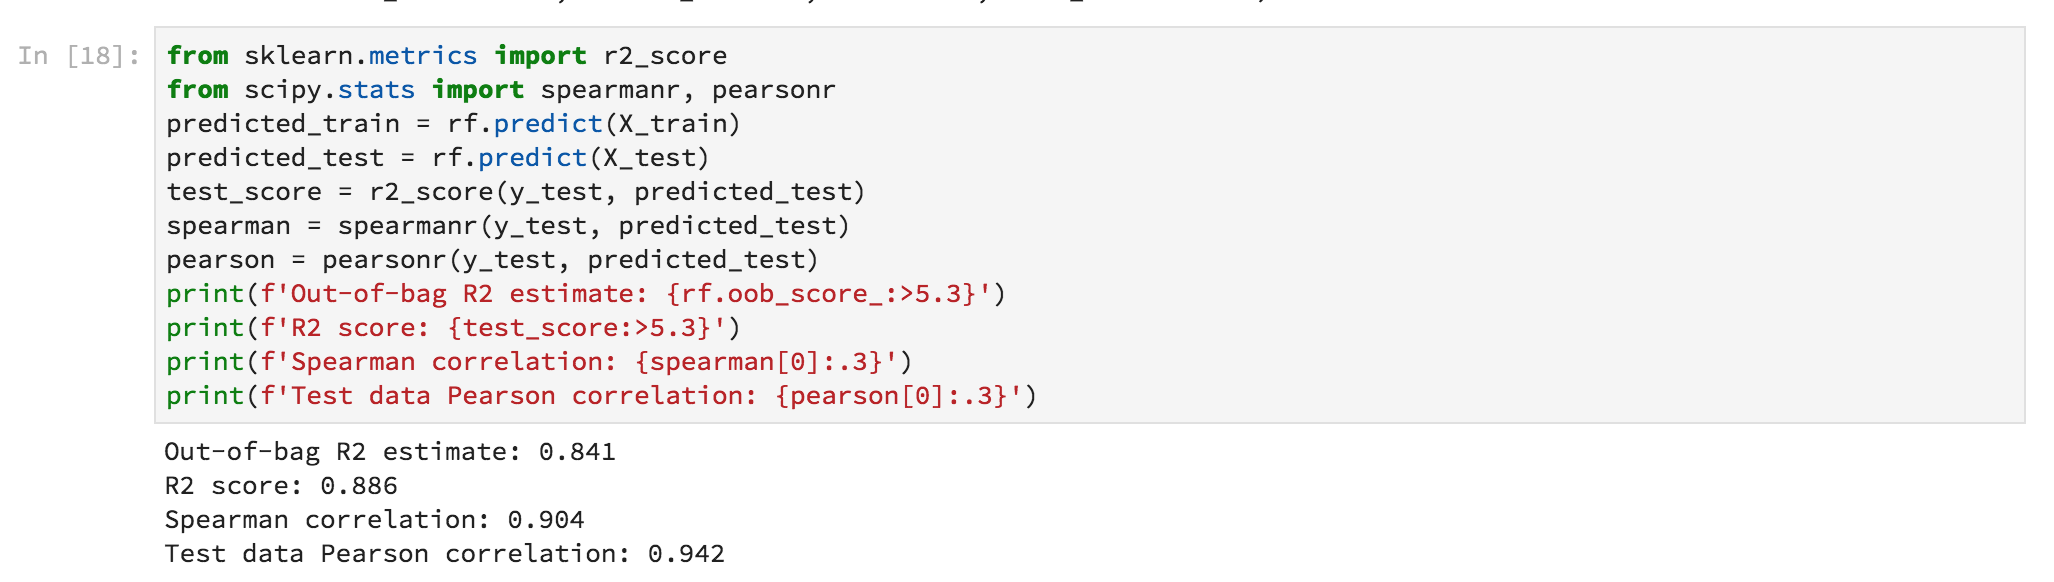 In [18]:
from sklearn.metrics import r2_score
from scipy.stats import spearmanr, pearsonr
predicted_train = rf.predict(X_train)
predicted_test = rf.predict(X_test)
test_score = r2_score(y_test, predicted_test)
spearman = spearmanr(y_test, predicted_test)
pearson = pearsonr(y_test, predicted_test)
print(f'Out-of-bag R2 estimate: {rf.oob_score_:>5.3}')
print(f'R2 score: {test_score:>5.3}')
print(f'Spearman correlation: {spearman[0]:.3}')
print(f'Test data Pearson correlation: {pearson[0]:.3}')
Out-of-bag R2 estimate: 0.841
R2 score: 0.886
Spearman correlation: 0.904
Test data Pearson correlation: 0.942